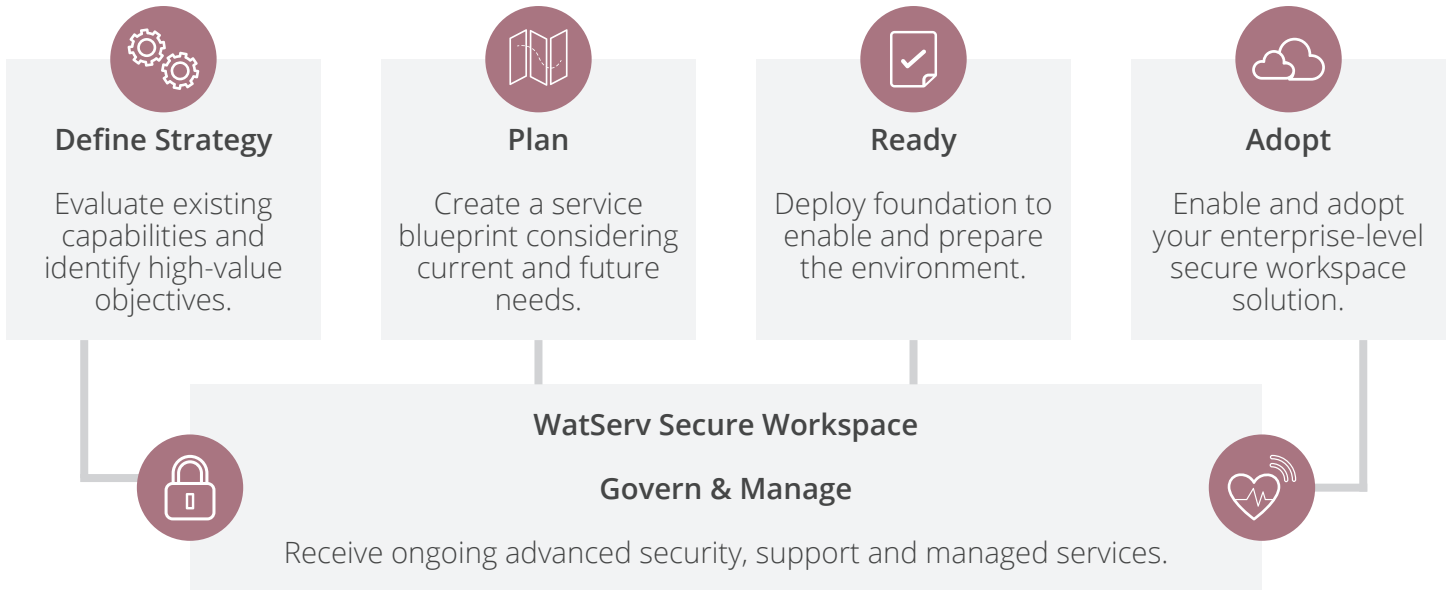 Define Strategy
Evaluate existing
capabilities and
identify high-value
objectives.
Plan
Create a service
blueprint considering
current and future
needs.
Ready
Deploy foundation to
enable and prepare
the environment.
Adopt
Enable and adopt
your enterprise-level
secure workspace
solution.
WatServ Secure Workspace
Govern & Manage
Receive ongoing advanced security, support and managed services.